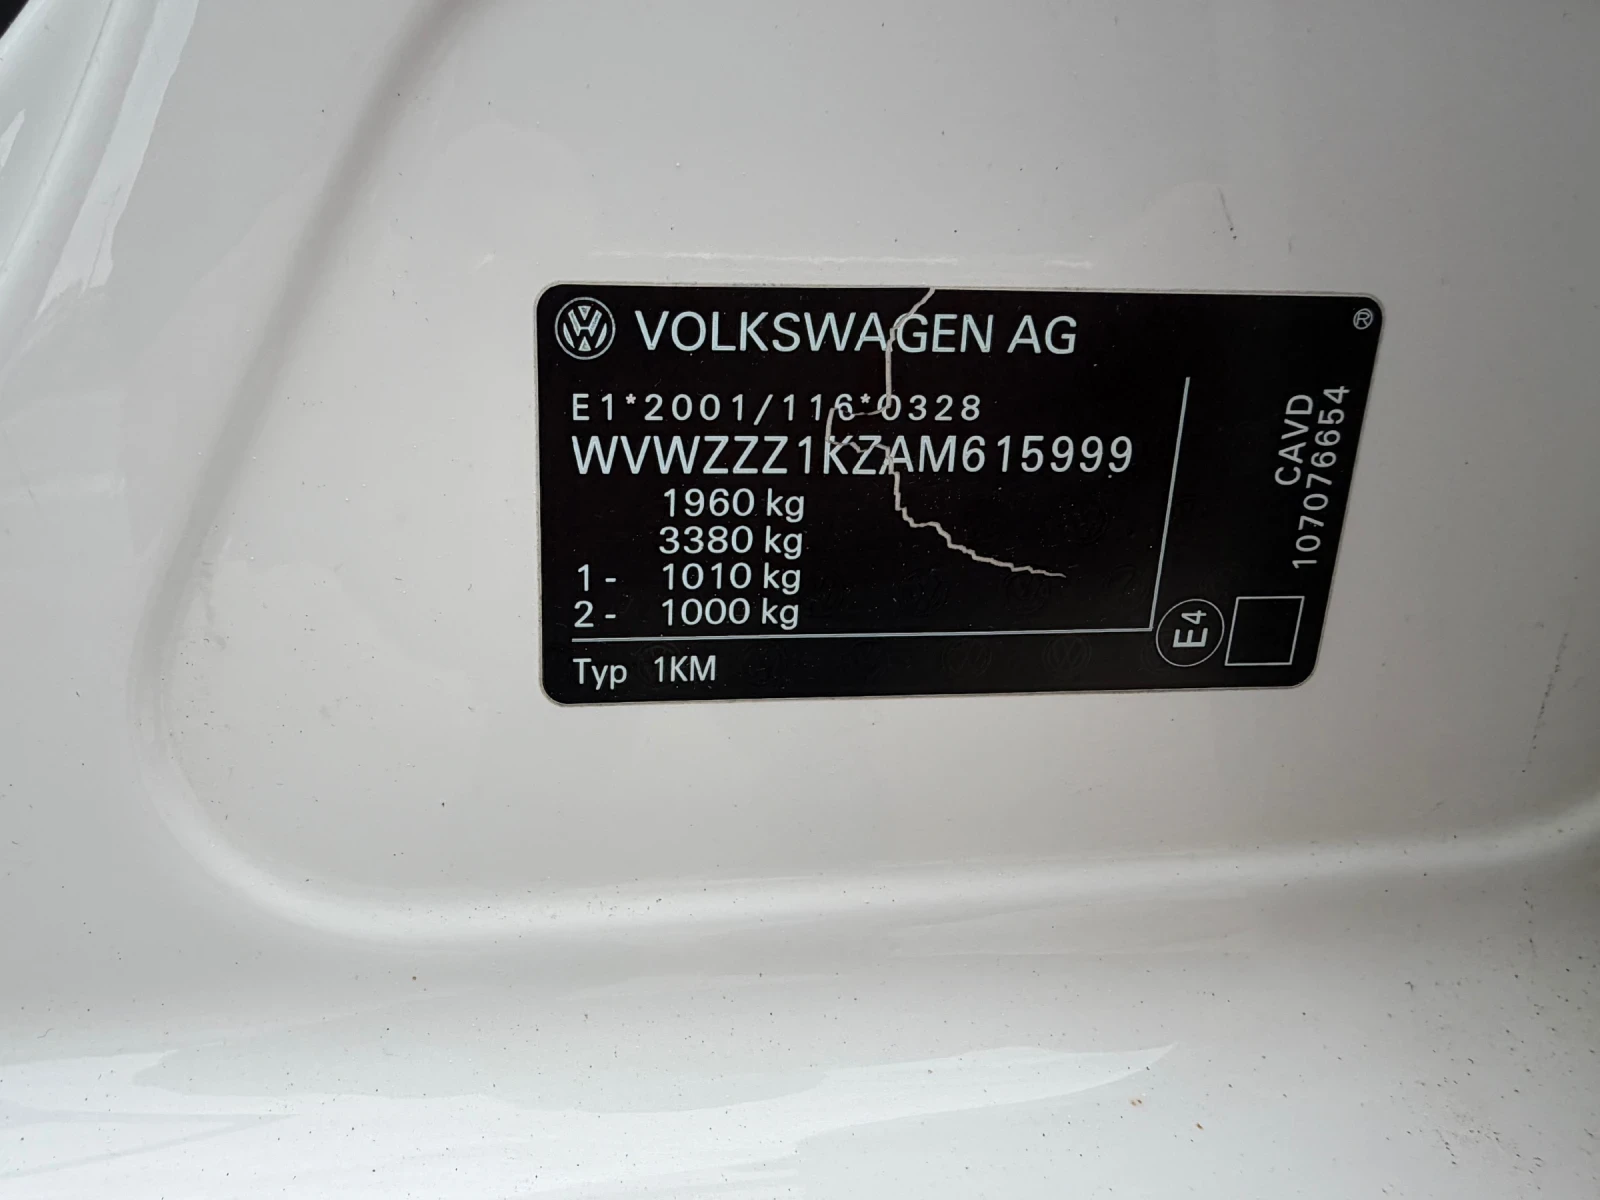 VOLKSWAGEN AG ®
E1*2001/116*0328
WVWZZZ1KZAM615999
1960 kg
3380 kg
1- 1010 kg
2- 1000 kg
Typ 1KM
CAVD
107076654
E4